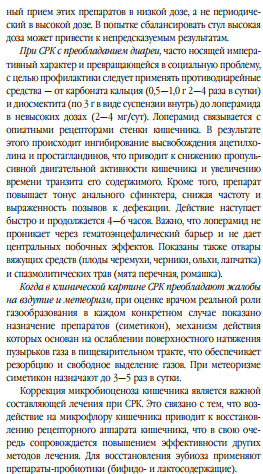 ный прием этих препаратов в низкой дозе, а не периодический
в высокой дозе. В попытке сбалансировать стул высокая
доза может привести к непредсказуемым результатам.
При СРК с преобладанием диареи, часто носящей императивный
характер и превращающейся в социальную проблему,
с целью профилактики следует применять противодиарейные
средства — от карбоната кальция (0,5—1,0 г 2—4 раза в сутки)
и диосмектита (по 3 г в виде суспензии внутрь) до лоперамида
в невысоких дозах (2—4 мг/сут). Лоперамид связывается с
опиатными рецепторами стенки кишечника. В результате
этого происходит ингибирование высвобождения ацетилхолина
и простагландинов, что приводит к снижению пропульсивной
двигательной активности кишечника и увеличению
времени транзита его содержимого. Кроме того, препарат
повышает тонус анального сфинктера, снижая частоту и
выраженность позывов к дефекации. Действие наступает
быстро и продолжается 4—6 часов. Важно, что лоперамид не
проникает через гематоэнцефалический барьер и не дает
центральных побочных эффектов. Показаны также отвары
вяжущих средств (плоды черемухи, черники, ольхи, лапчатка)
и спазмолитических трав (мята перечная, ромашка).
Когда в клинической картине СРК преобладают жалобы
на вздутие и метеоризм, при оценке врачом реальной роли
газообразования в каждом конкретном случае показано
назначение препаратов (симетикон), механизм действия
которых основан на ослаблении поверхностного натяжения
пузырьков газа в пищеварительном тракте, что обеспечивает
резорбцию и свободное выделение газов. При метеоризме
симетикон назначают до 3—5 раз в сутки.
Коррекция микробиоценоза кишечника является важной
составляющей лечения при СРК. Это связано с тем, что воздействие
на микрофлору кишечника приводит к восстановлению
рецепторного аппарата кишечника, что в свою очередь
сопровождается повышением эффективности других
методов лечения. Для восстановления эубиоза применяют
препараты-пробиотики (бифидо- и лактосодержащие).